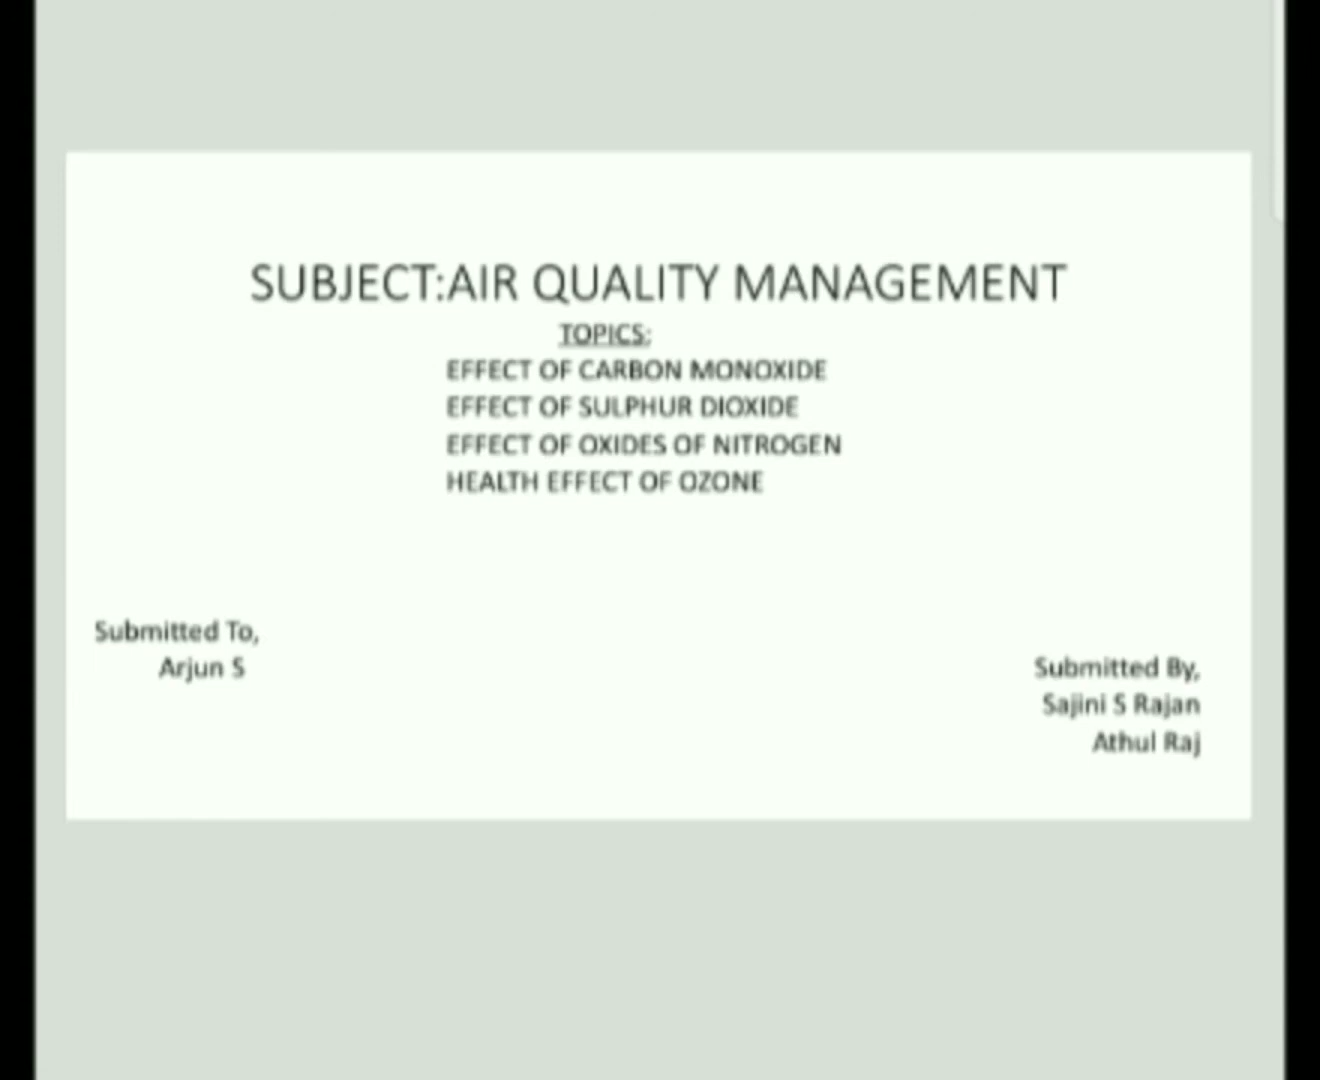 SUBJECT:AIR QUALITY MANAGEMENT
TOPICS:
EFFECT OF CARBON MONOXIDE
EFFECT OF SULPHUR DIOXIDE
EFFECT OF OXIDES OF NITROGEN
HEALTH EFFECT OF OZONE
Submitted To,
Arjun S
Submitted By,
Sajini S Rajan
Athul Raj